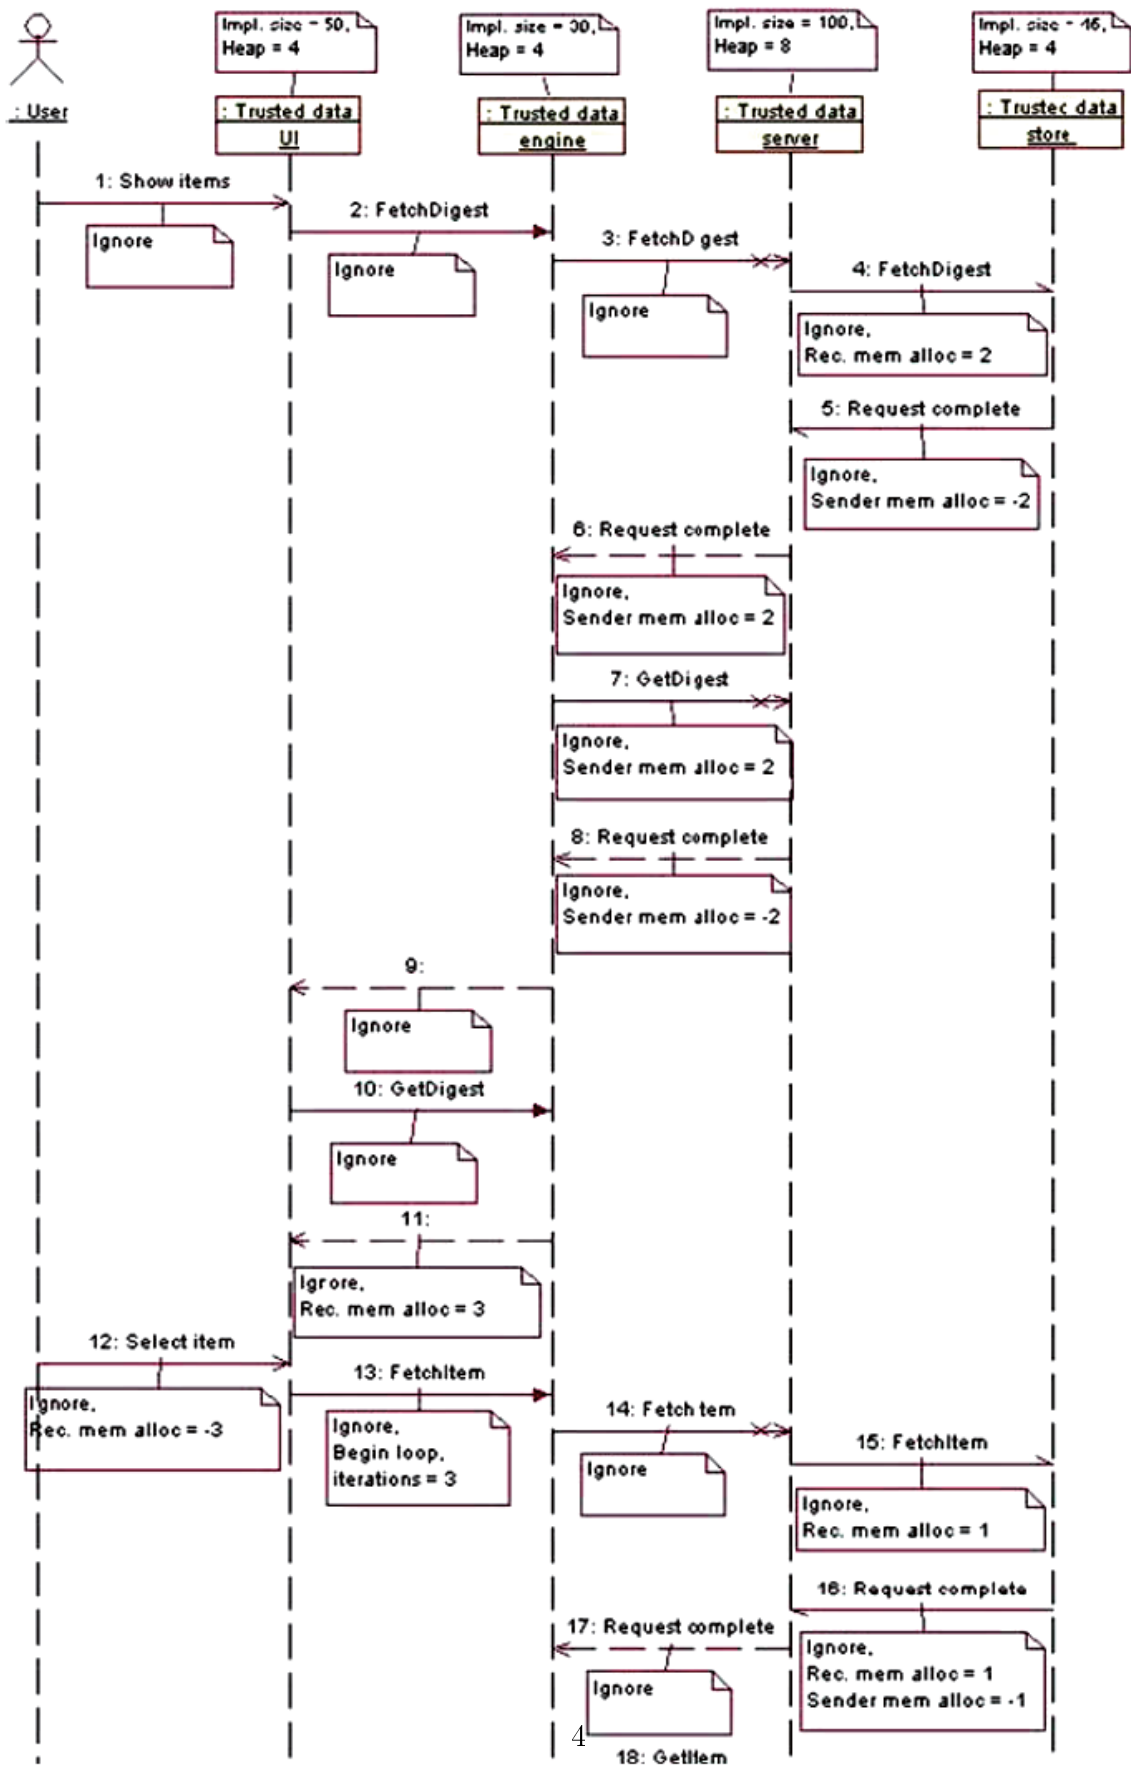 Impl. size = 50,
Heap = 4
Impl. size = 30,
Heap = 4
Impl. size = 100,
Heap = 8
Heap = 4
: User
: Trusted data
UI
: Trusted data
engine
: Trusted data
server
: Trustec data
store
1: Show items
Ignore
2: FetchDigest
Ignore
3: FetchD gest
Ignore
4: FetchDigest
Ignore,
Rec. mem alloc = 2
5: Request complete
Ignore,
Sender mem alloc = -2
6: Request complete
Ignore,
Sender mem alloc = 2
7: GetDigest
Ignore,
Sender mem alloc = 2
8: Request complete
Ignore,
Sender mem alloc = -2
9:
Ignore
10: GetDigest
Ignore
11:
Igrore,
Rec. mem alloc = 3
12: Select item
Ignore,
Rec. mem alloc = -3
13: FetchItem
Ignore,
Begin loop,
iterations = 3
14: Fetch tem
Ignore
15: FetchItem
Ignore,
Rec. mem alloc = 1
16: Request complete
Ignore,
Rec. mem alloc = 1
Sender mem alloc = -1
17: Request complete
Ignore
4
18: GetItem